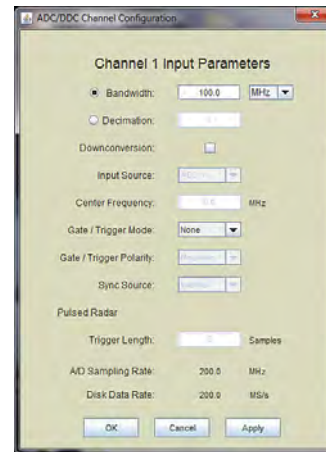 ADC/DDC Channel Configuration
Channel 1 Input Parameters
Bandwidth: 100.0 MHz
Decimation:
Downconversion:
Input Source:
Center Frequency: MHz
Gate / Trigger Mode: None
Gate / Trigger Polarity:
Sync Source:
Pulsed Radar
Trigger Length: Samples
A/D Sampling Rate: 200.0 MHz
Disk Data Rate: 200.0 MS/s
OK Cancel Apply